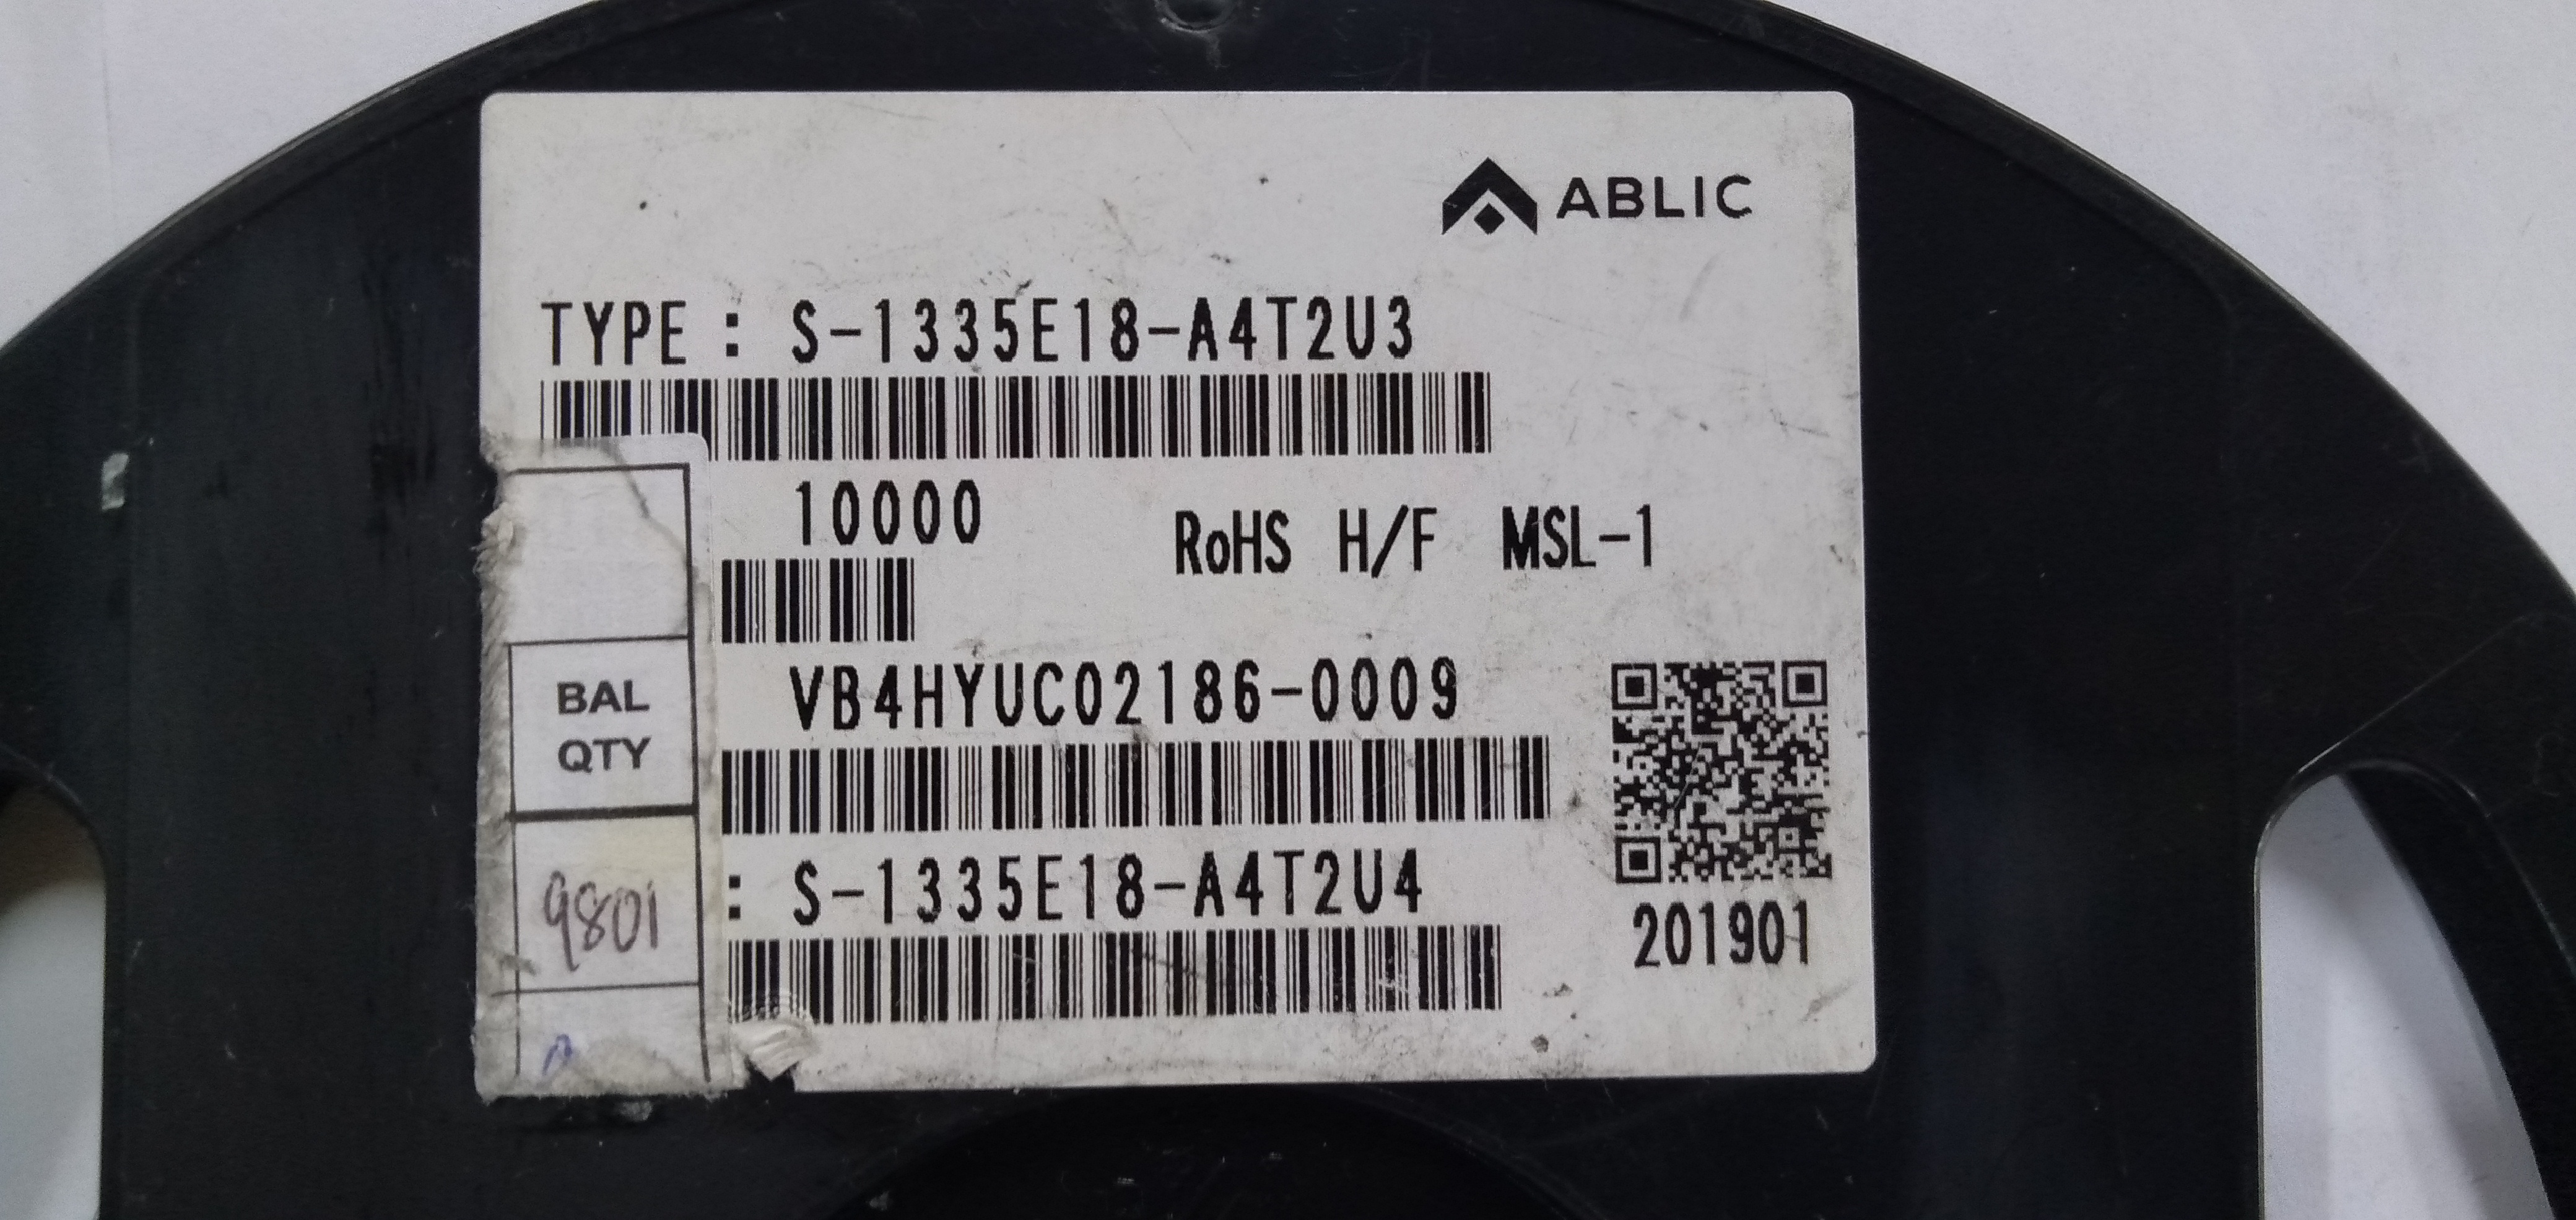 ABLIC
TYPE : S-1335E18-A4T2U3
10000
RoHS H/F MSL-1
VB4HYUC02186-0009
BAL
QTY
: S-1335E18-A4T2U4
9801
201901